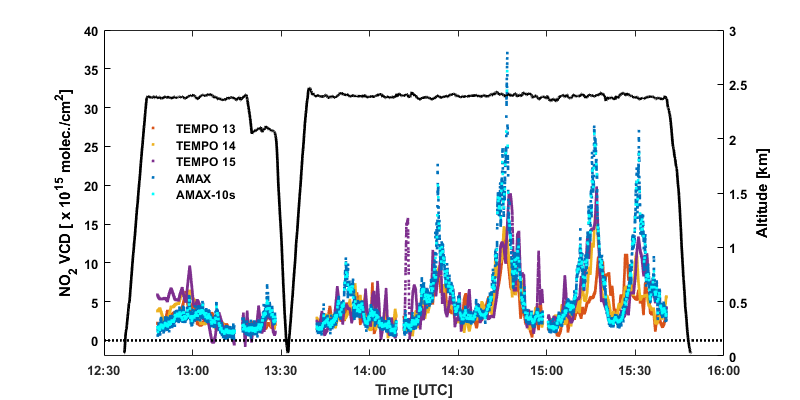 40
35
30
25
20
15
10
5
0
NO2 VCD [ x 10^15 molec./cm^2]
TEMPO 13
TEMPO 14
TEMPO 15
AMAX
AMAX-10s
3
2.5
2
1.5
1
0.5
0
Altitude [km]
12:30 13:00 13:30 14:00 14:30 15:00 15:30 16:00
Time [UTC]